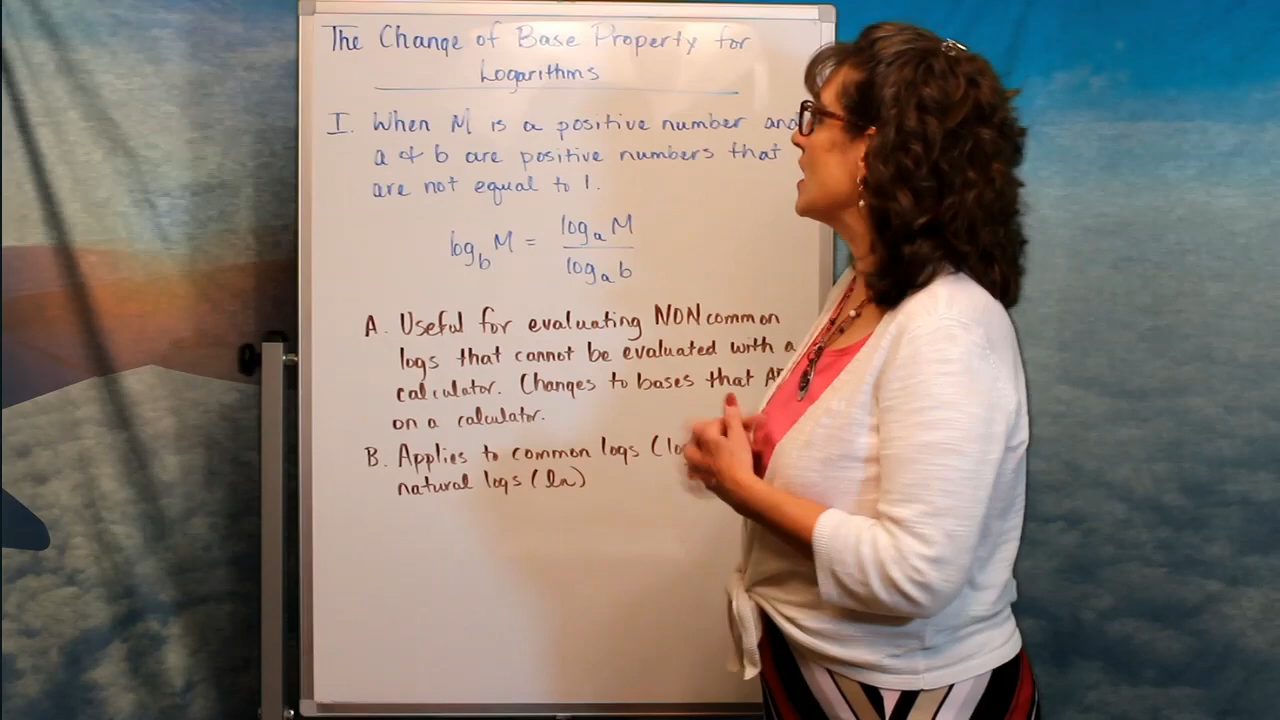 The Change of Base Property for
Logarithms
I. When M is a positive number and
a & b are positive numbers that
are not equal to 1.
log_b M = log_a M / log_a b
A. Useful for evaluating NON common
logs that cannot be evaluated with a
calculator. Changes to bases that
on a calculator.
B. Applies to common logs
natural logs (ln)